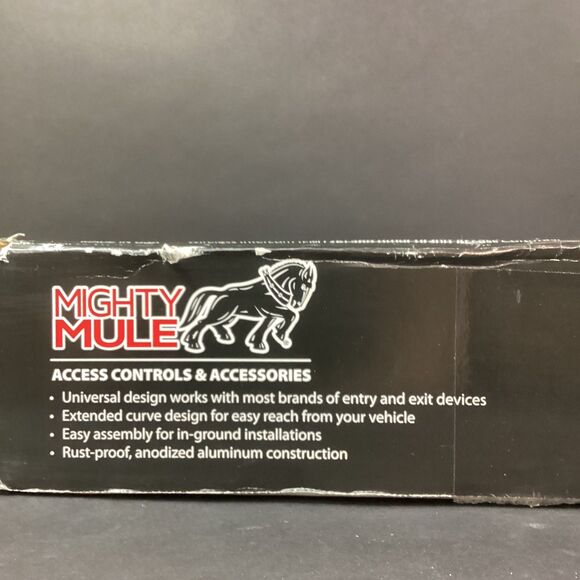 MIGHTY
MULE
ACCESS CONTROLS & ACCESSORIES
• Universal design works with most brands of entry and exit devices
• Extended curve design for easy reach from your vehicle
• Easy assembly for in-ground installations
• Rust-proof, anodized aluminum construction